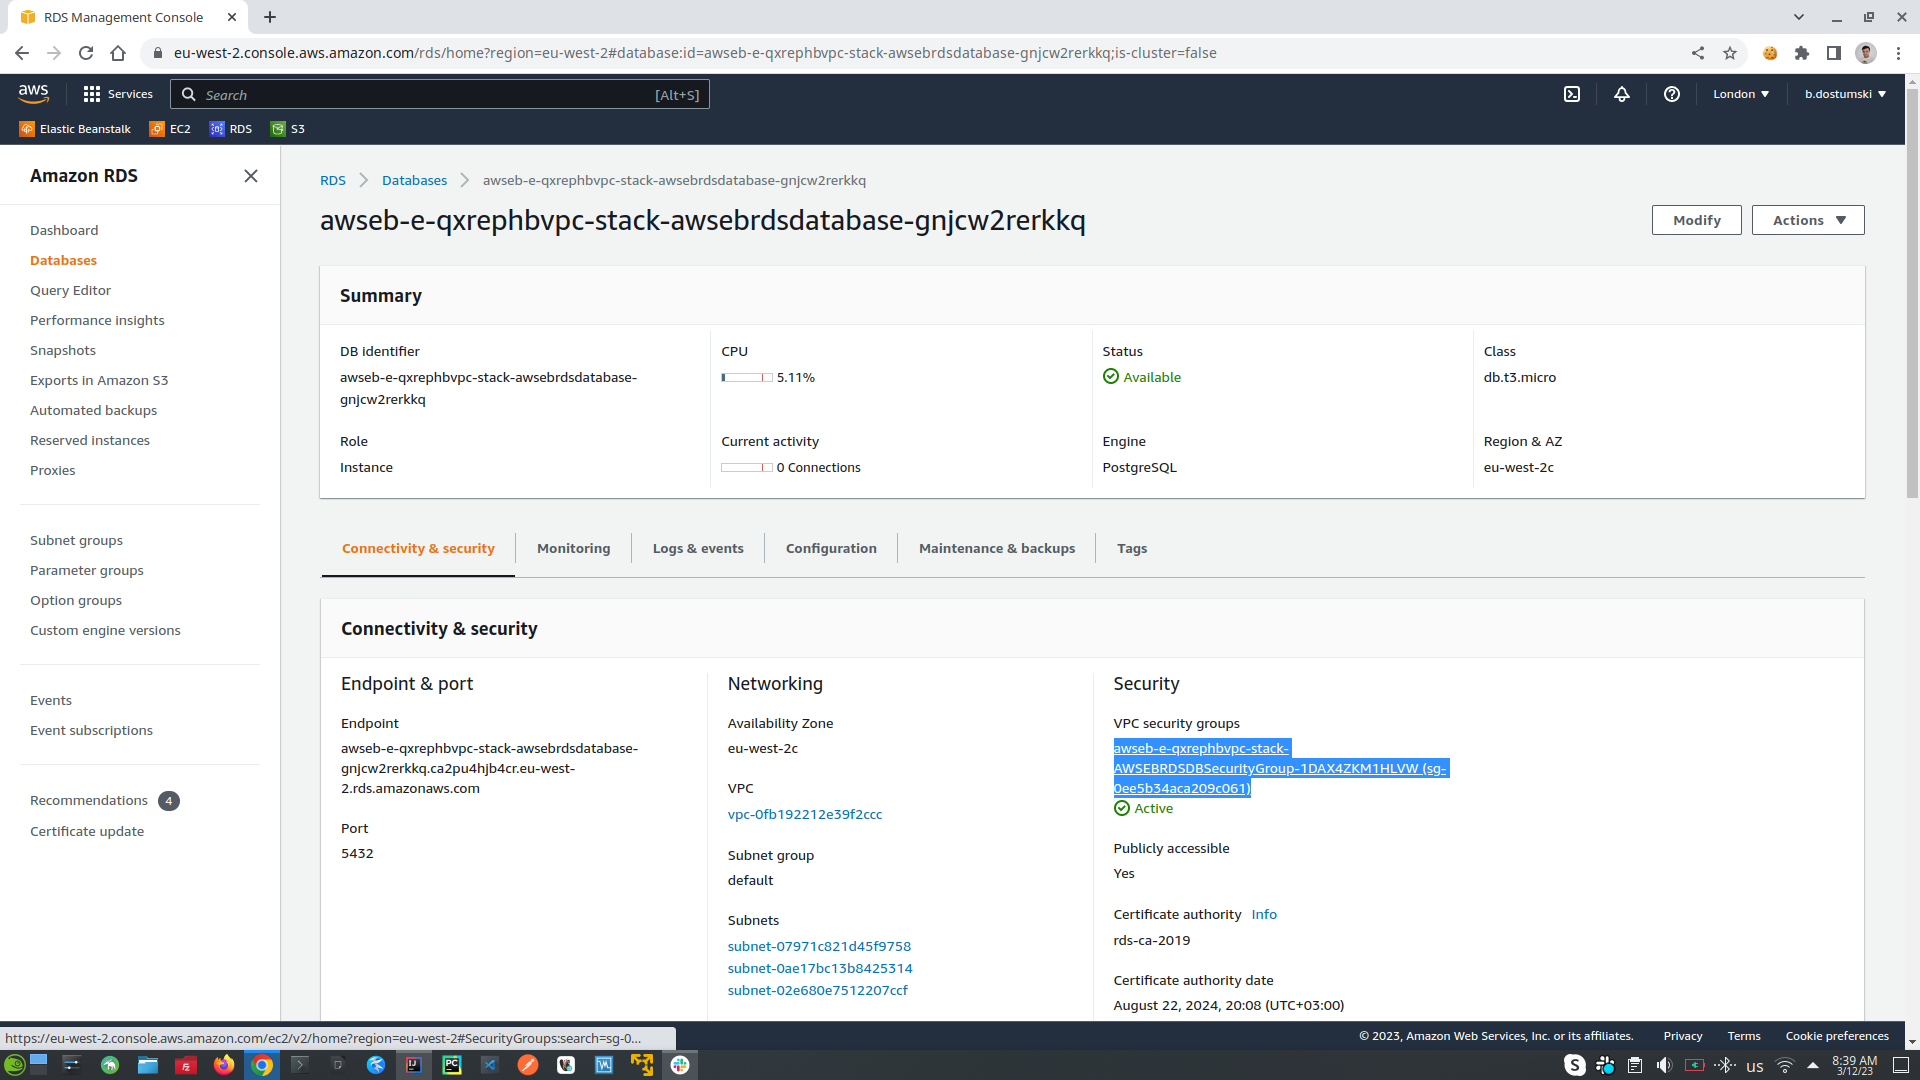 RDS Management Console
eu-west-2.console.aws.amazon.com/rds/home?region=eu-west-2#database:id=awseb-e-qxrephbvpc-stack-awsebrdsdatabase-gnjcw2rerkkq;is-cluster=false
aws
Services
Search
[Alt+S]
London
b.dostumski
Elastic Beanstalk
EC2
RDS
S3
Amazon RDS
Dashboard
Databases
Query Editor
Performance insights
Snapshots
Exports in Amazon S3
Automated backups
Reserved instances
Proxies
Subnet groups
Parameter groups
Option groups
Custom engine versions
Events
Event subscriptions
Recommendations 4
Certificate update
RDS
Databases
awseb-e-qxrephbvpc-stack-awsebrdsdatabase-gnjcw2rerkkq
awseb-e-qxrephbvpc-stack-awsebrdsdatabase-gnjcw2rerkkq
Modify
Actions
Summary
DB identifier
awseb-e-qxrephbvpc-stack-awsebrdsdatabase-
gnjcw2rerkkq
CPU
5.11%
Status
Available
Class
db.t3.micro
Role
Instance
Current activity
0 Connections
Engine
PostgreSQL
Region & AZ
eu-west-2c
Connectivity & security
Monitoring
Logs & events
Configuration
Maintenance & backups
Tags
Connectivity & security
Endpoint & port
Endpoint
awseb-e-qxrephbvpc-stack-awsebrdsdatabase-
gnjcw2rerkkq.ca2pu4hjb4cr.eu-west-
2.rds.amazonaws.com
Port
5432
Networking
Availability Zone
eu-west-2c
VPC
vpc-0fb192212e39f2ccc
Subnet group
default
Subnets
subnet-07971c821d45f9758
subnet-0ae17bc13b8425314
subnet-02e680e7512207ccf
Security
VPC security groups
awseb-e-qxrephbvpc-stack-
AWSEBRDSDBSecurityGroup-1DAX4ZKM1HLVW (sg-
0ee5b34aca209c061)
Active
Publicly accessible
Yes
Certificate authority Info
rds-ca-2019
Certificate authority date
August 22, 2024, 20:08 (UTC+03:00)
https://eu-west-2.console.aws.amazon.com/ec2/v2/home?region=eu-west-2#SecurityGroups:search=sg-0...
© 2023, Amazon Web Services, Inc. or its affiliates.
Privacy
Terms
Cookie preferences
us
8:39 AM
3/12/23